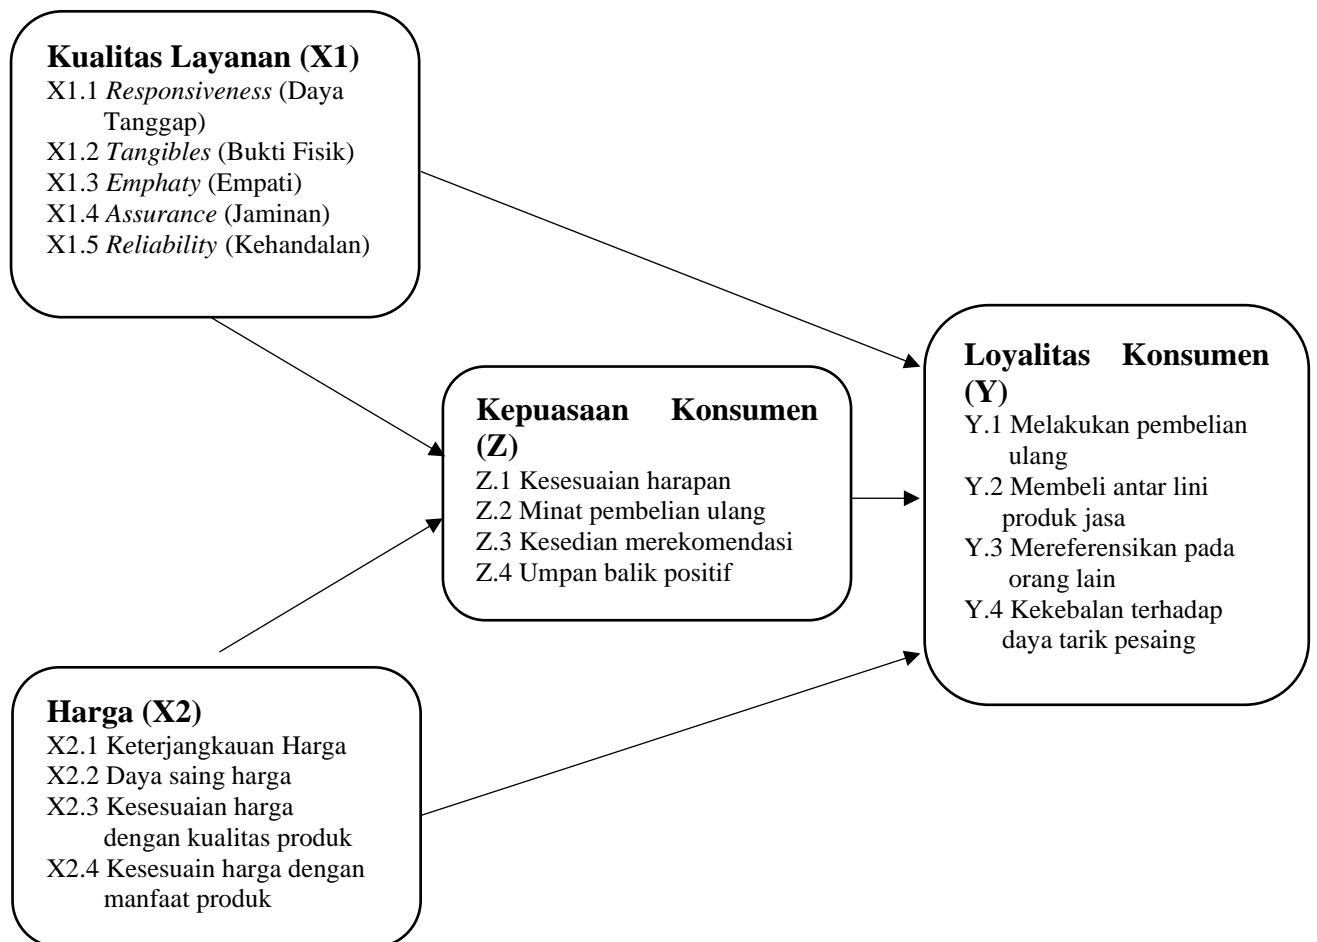 Kualitas Layanan (X1)
X1.1 Responsiveness (Daya
Tanggap)
X1.2 Tangibles (Bukti Fisik)
X1.3 Emphaty (Empati)
X1.4 Assurance (Jaminan)
X1.5 Reliability (Kehandalan)
Kepuasaan Konsumen
(Z)
Z.1 Kesesuaian harapan
Z.2 Minat pembelian ulang
Z.3 Kesedian merekomendasi
Z.4 Umpan balik positif
Loyalitas Konsumen
(Y)
Y.1 Melakukan pembelian
ulang
Y.2 Membeli antar lini
produk jasa
Y.3 Mereferensikan pada
orang lain
Y.4 Kekebalan terhadap
daya tarik pesaing
Harga (X2)
X2.1 Keterjangkauan Harga
X2.2 Daya saing harga
X2.3 Kesesuaian harga
dengan kualitas produk
X2.4 Kesesuain harga dengan
manfaat produk